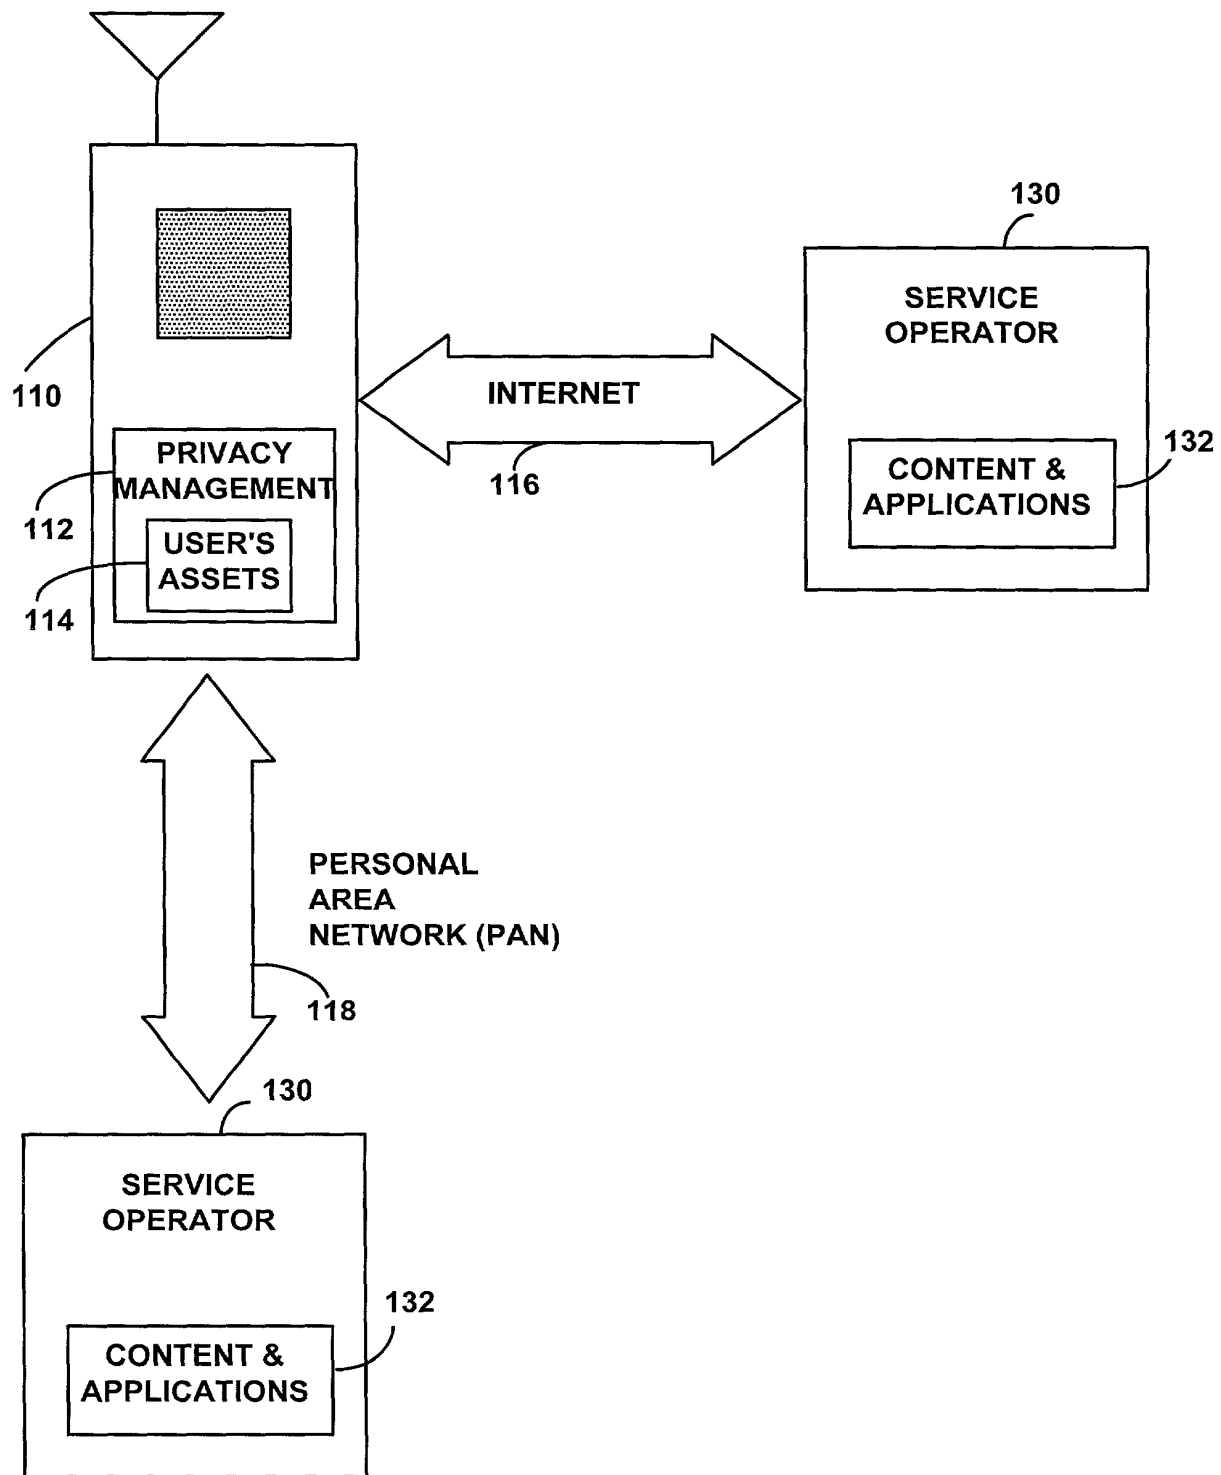 130
SERVICE
OPERATOR
110
INTERNET
PRIVACY
MANAGEMENT
132
CONTENT &
APPLICATIONS
116
112
USER'S
ASSETS
114
PERSONAL
AREA
NETWORK (PAN)
118
130
SERVICE
OPERATOR
132
CONTENT &
APPLICATIONS